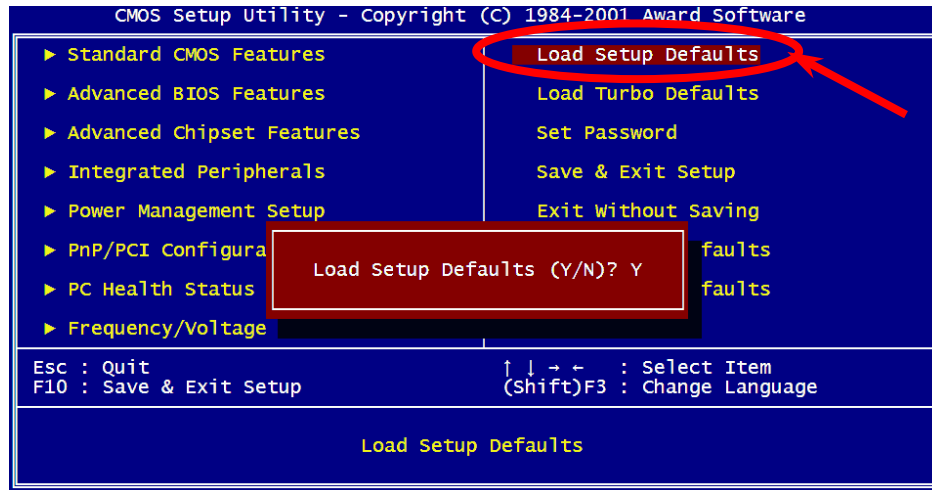 CMOS Setup Utility - Copyright (C) 1984-2001 Award Software
► Standard CMOS Features
► Advanced BIOS Features
► Advanced Chipset Features
► Integrated Peripherals
► Power Management Setup
► PnP/PCI Configura
► PC Health Status
► Frequency/Voltage
Load Setup Defaults
Load Turbo Defaults
Set Password
Save & Exit Setup
Exit Without Saving
faults
faults
Load Setup Defaults (Y/N)? Y
Esc : Quit
F10 : Save & Exit Setup
↑ ↓ → ← : Select Item
(Shift)F3 : Change Language
Load Setup Defaults